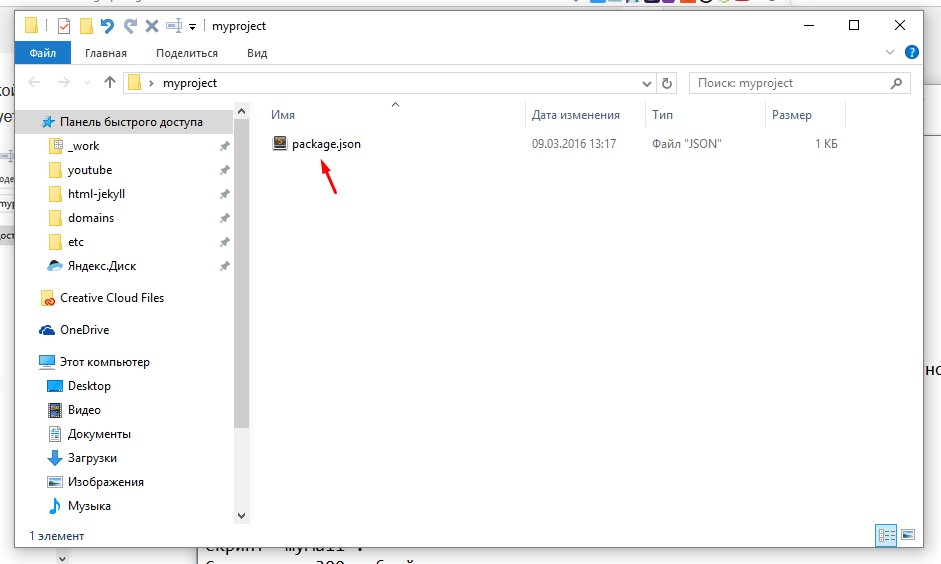 myproject
Файл Главная Поделиться Вид
myproject
Поиск: myproject
Имя Дата изменения Тип Размер
package.json 09.03.2016 13:17 Файл "JSON" 1 КБ
Панель быстрого доступа
_work
youtube
html-jekyll
domains
etc
Яндекс.Диск
Creative Cloud Files
OneDrive
Этот компьютер
Desktop
Видео
Документы
Загрузки
Изображения
Музыка
1 элемент